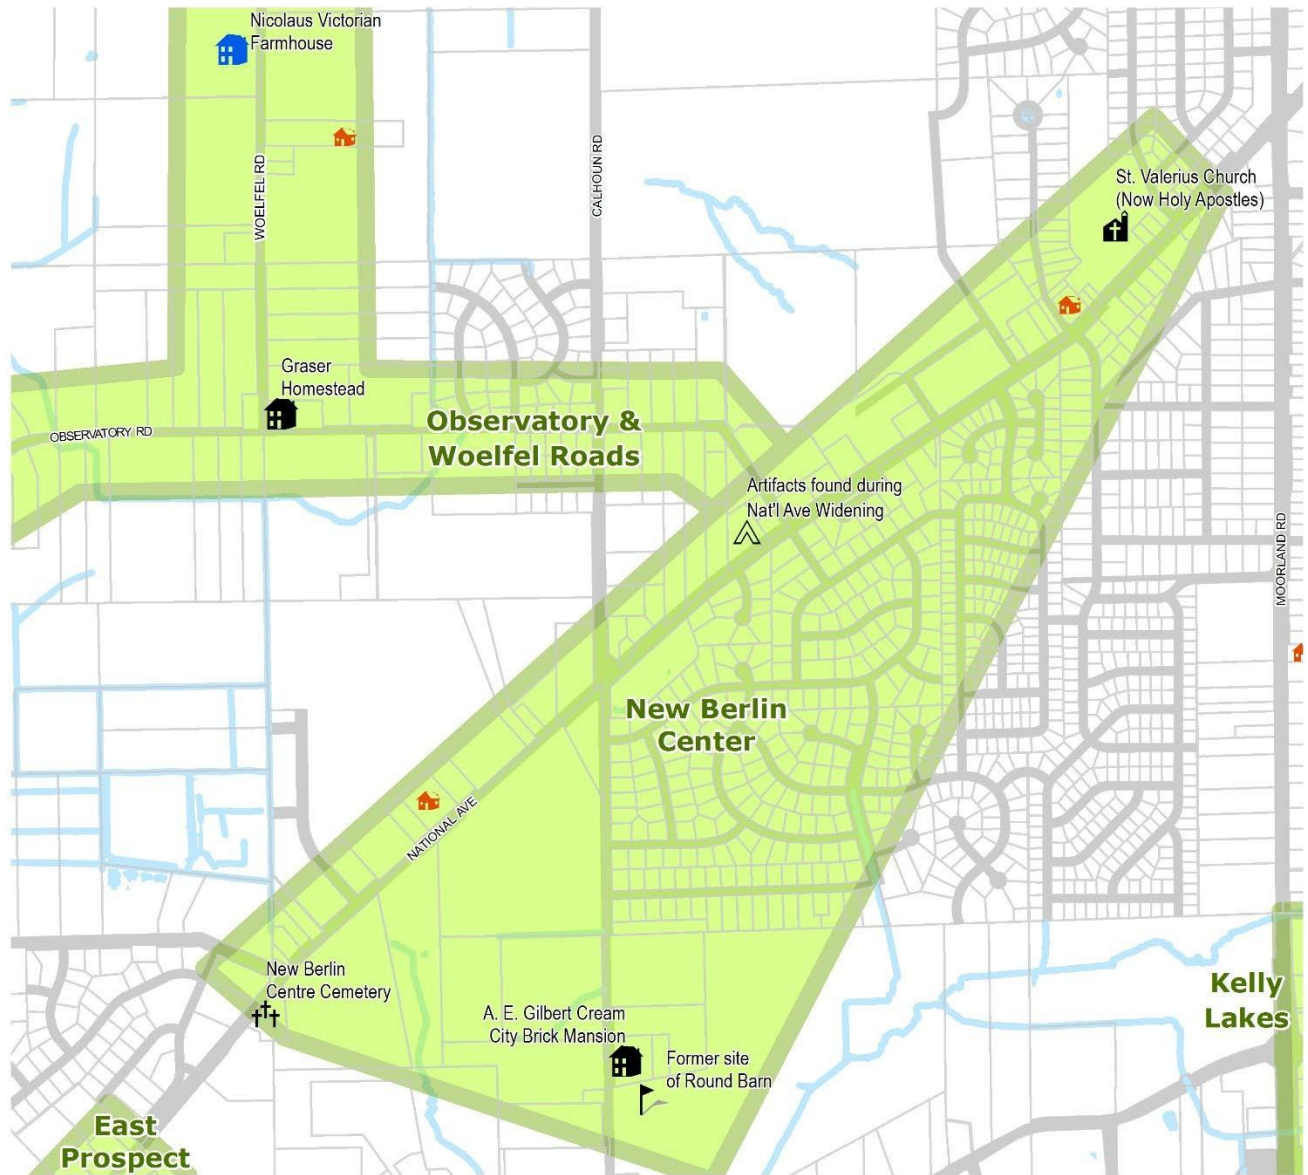 Nicolaus Victorian
Farmhouse
WOELFEL RD
CALHOUN RD
St. Valerius Church
(Now Holy Apostles)
Graser
Homestead
OBSERVATORY RD
Observatory &
Woelfel Roads
Artifacts found during
Nat'l Ave Widening
MOORLAND RD
New Berlin
Center
NATIONAL AVE
New Berlin
Centre Cemetery
A. E. Gilbert Cream
City Brick Mansion
Former site
of Round Barn
Kelly
Lakes
East
Prospect